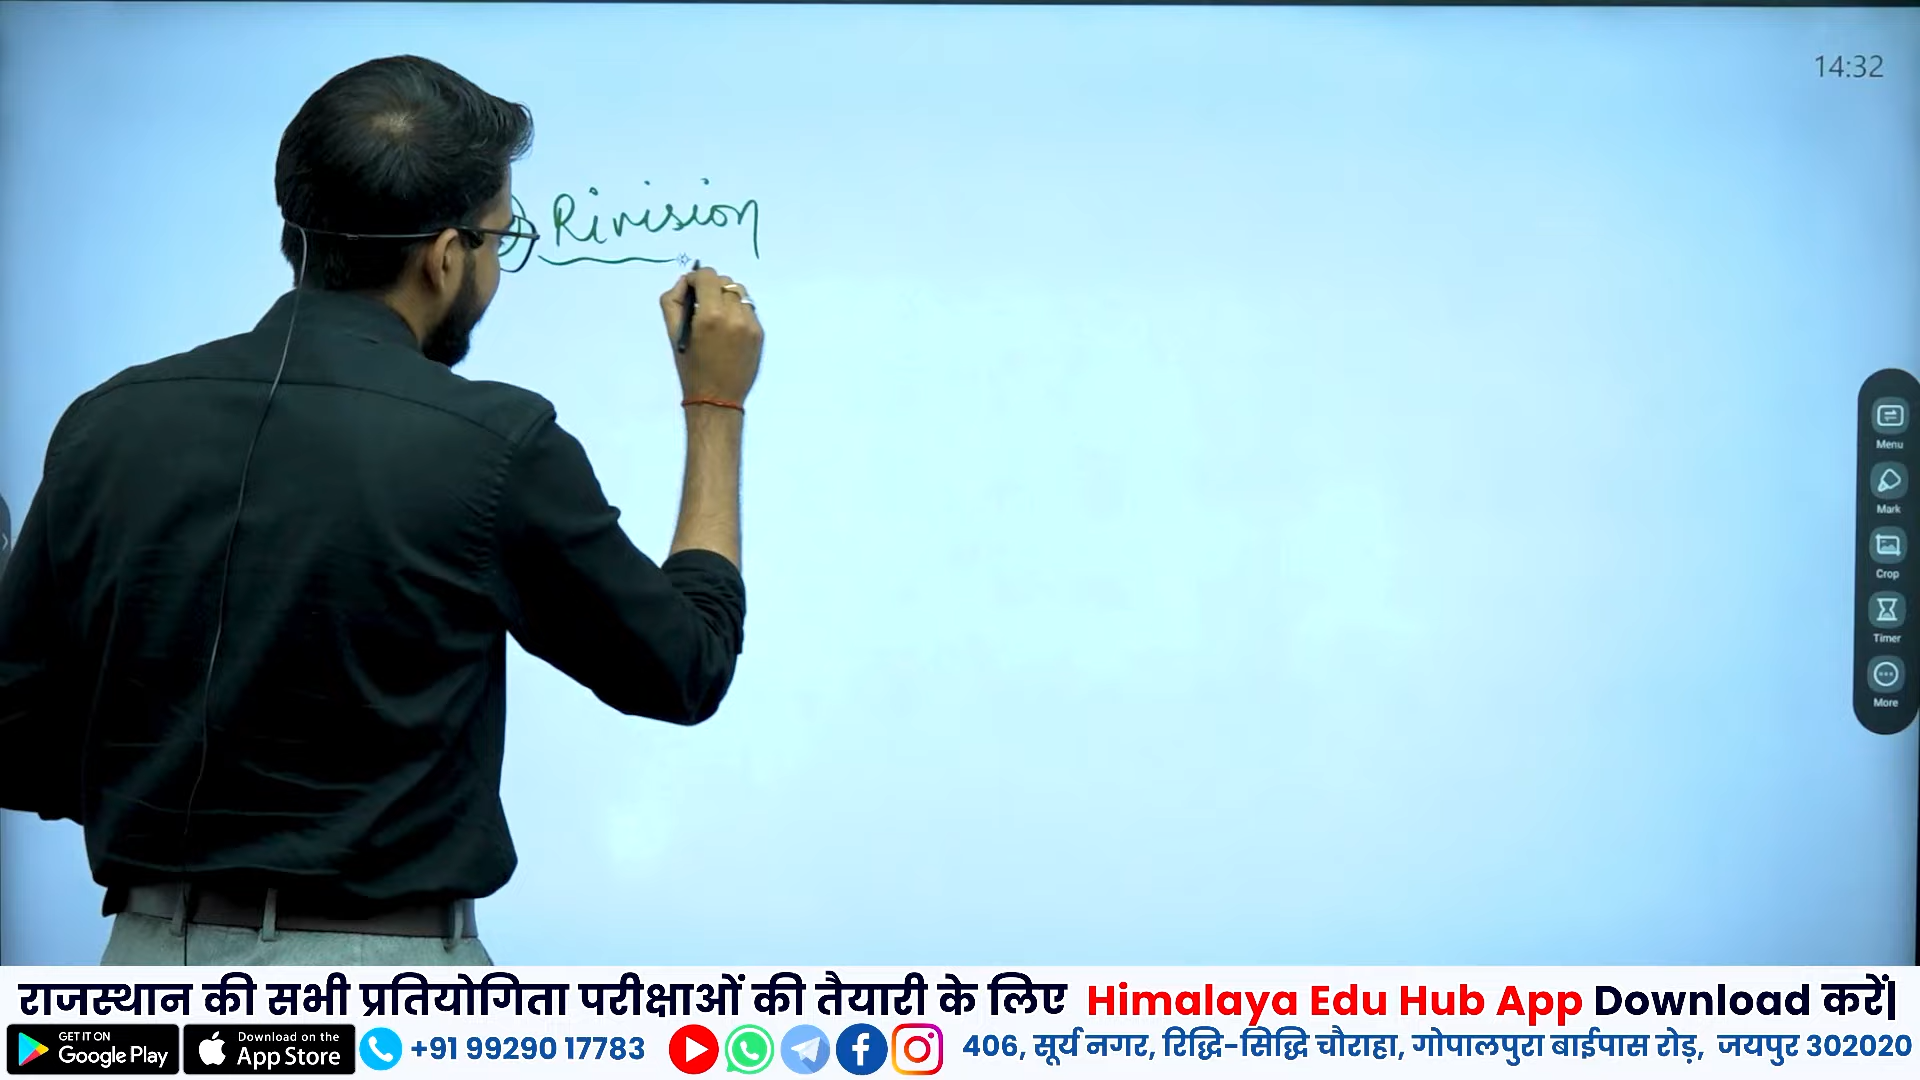 14:32
Rivision
Menu
Mark
Crop
Timer
More
राजस्थान की सभी प्रतियोगिता परीक्षाओं की तैयारी के लिए Himalaya Edu Hub App Download करें|
GET IT ON Google Play Download on the App Store +91 99290 17783 406, सूर्य नगर, रिद्धि-सिद्धि चौराहा, गोपालपुरा बाईपास रोड़, जयपुर 302020